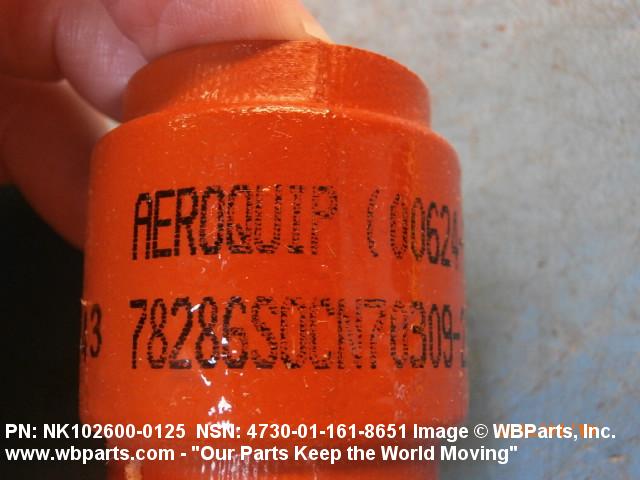 AEROQUIP (00624-
43 78286SOCN70309-
PN: NK102600-0125 NSN: 4730-01-161-8651 Image © WBParts, Inc.
www.wbparts.com - "Our Parts Keep the World Moving"